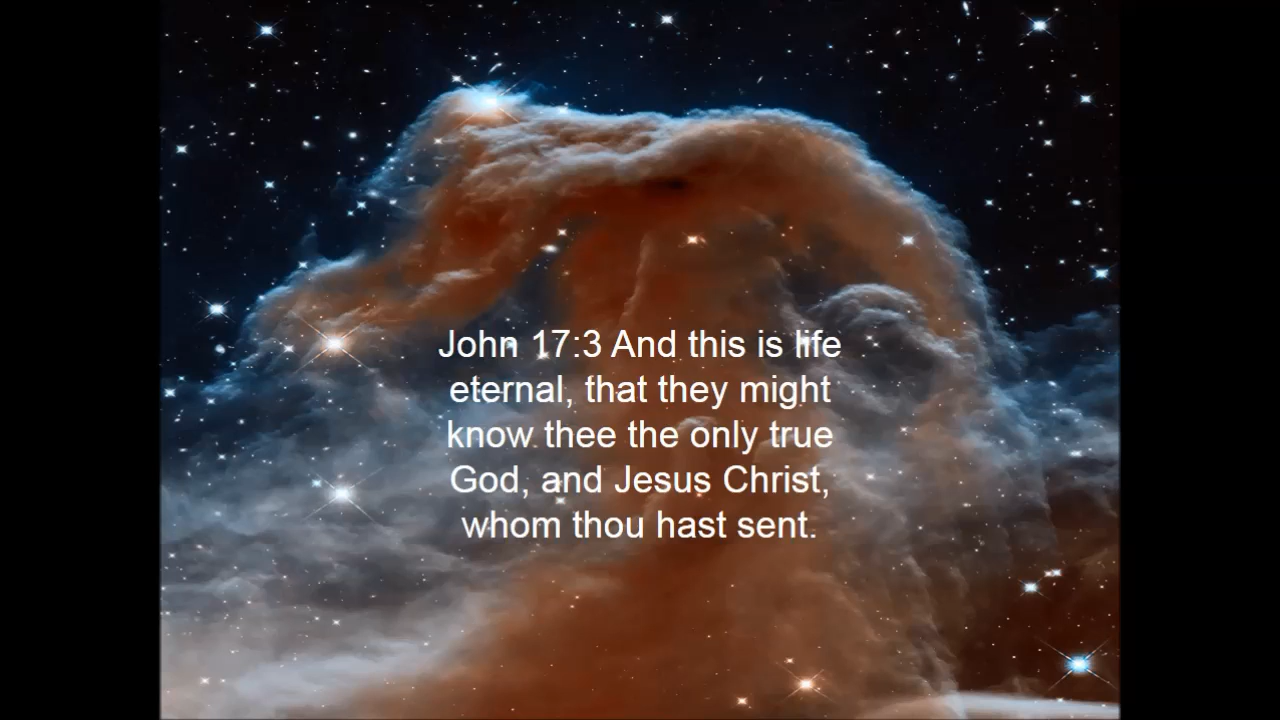 John 17:3 And this is life
eternal, that they might
know thee the only true
God, and Jesus Christ,
whom thou hast sent.